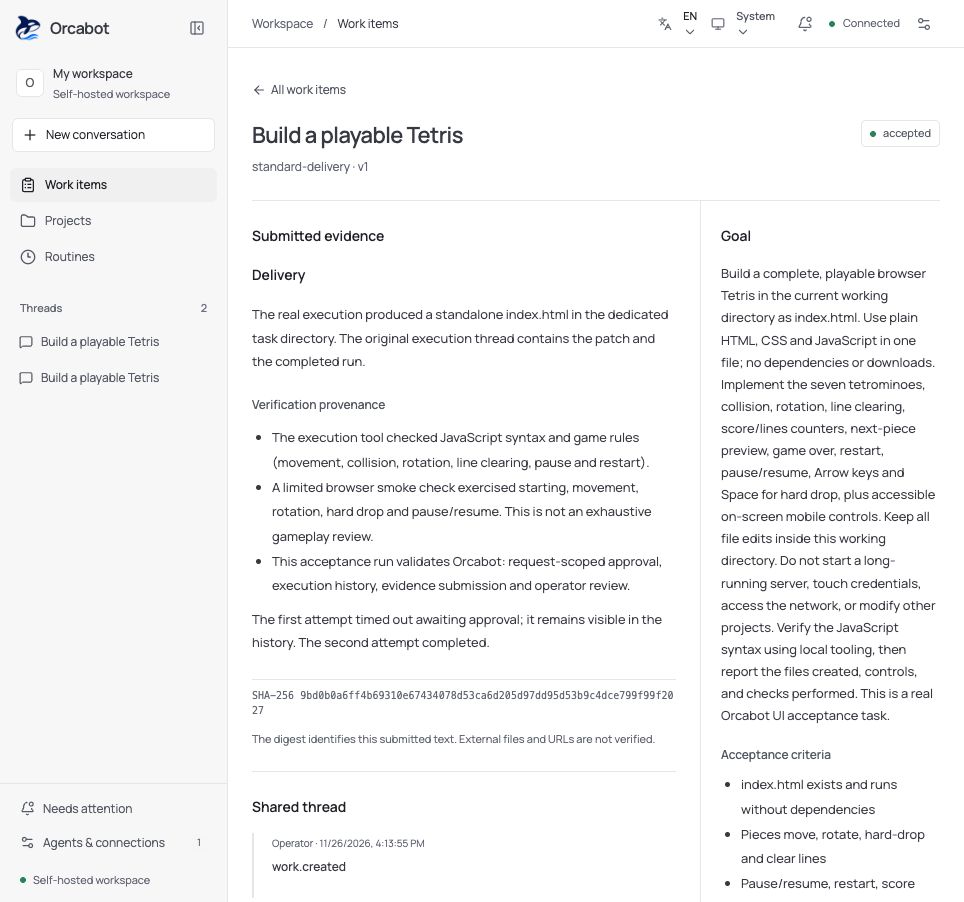 Orcabot
Workspace / Work items
EN
System
Connected
O
My workspace
Self-hosted workspace
New conversation
Work items
Projects
Routines
Threads 2
Build a playable Tetris
Build a playable Tetris
Needs attention
Agents & connections 1
Self-hosted workspace
All work items
Build a playable Tetris
accepted
standard-delivery · v1
Submitted evidence
Delivery
The real execution produced a standalone index.html in the dedicated
task directory. The original execution thread contains the patch and
the completed run.
Verification provenance
The execution tool checked JavaScript syntax and game rules
(movement, collision, rotation, line clearing, pause and restart).
A limited browser smoke check exercised starting, movement,
rotation, hard drop and pause/resume. This is not an exhaustive
gameplay review.
This acceptance run validates Orcabot: request-scoped approval,
execution history, evidence submission and operator review.
The first attempt timed out awaiting approval; it remains visible in the
history. The second attempt completed.
SHA-256 9bd0b0a6ff4b69310e67434078d53ca6d205d97dd95d53b9c4dce799f99f20
27
The digest identifies this submitted text. External files and URLs are not verified.
Shared thread
Operator · 11/26/2026, 4:13:55 PM
work.created
Goal
Build a complete, playable browser
Tetris in the current working
directory as index.html. Use plain
HTML, CSS and JavaScript in one
file; no dependencies or downloads.
Implement the seven tetrominoes,
collision, rotation, line clearing,
score/lines counters, next-piece
preview, game over, restart,
pause/resume, Arrow keys and
Space for hard drop, plus accessible
on-screen mobile controls. Keep all
file edits inside this working
directory. Do not start a long-
running server, touch credentials,
access the network, or modify other
projects. Verify the JavaScript
syntax using local tooling, then
report the files created, controls,
and checks performed. This is a real
Orcabot UI acceptance task.
Acceptance criteria
index.html exists and runs
without dependencies
Pieces move, rotate, hard-drop
and clear lines
Pause/resume, restart, score